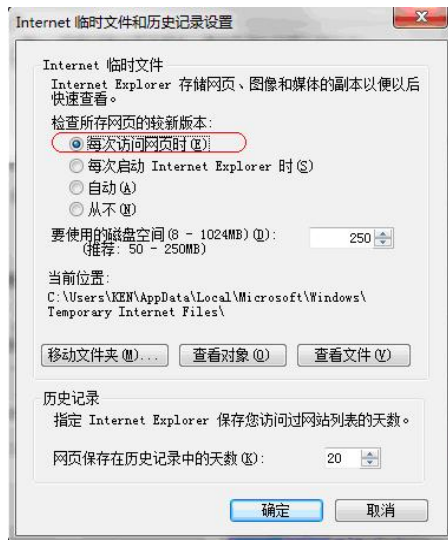 Internet 临时文件和历史记录设置
Internet 临时文件
Internet Explorer 存储网页、图像和媒体的副本以便以后
快速查看。
检查所存网页的较新版本:
每次访问网页时(E)
每次启动 Internet Explorer 时(S)
自动(A)
从不(N)
要使用的磁盘空间(8 - 1024MB)(D): 250
(推荐: 50 - 250MB)
当前位置:
C:\Users\KEN\AppData\Local\Microsoft\Windows\
Temporary Internet Files\
移动文件夹(M)... 查看对象(O) 查看文件(V)
历史记录
指定 Internet Explorer 保存您访问过网站列表的天数。
网页保存在历史记录中的天数(K): 20
确定 取消